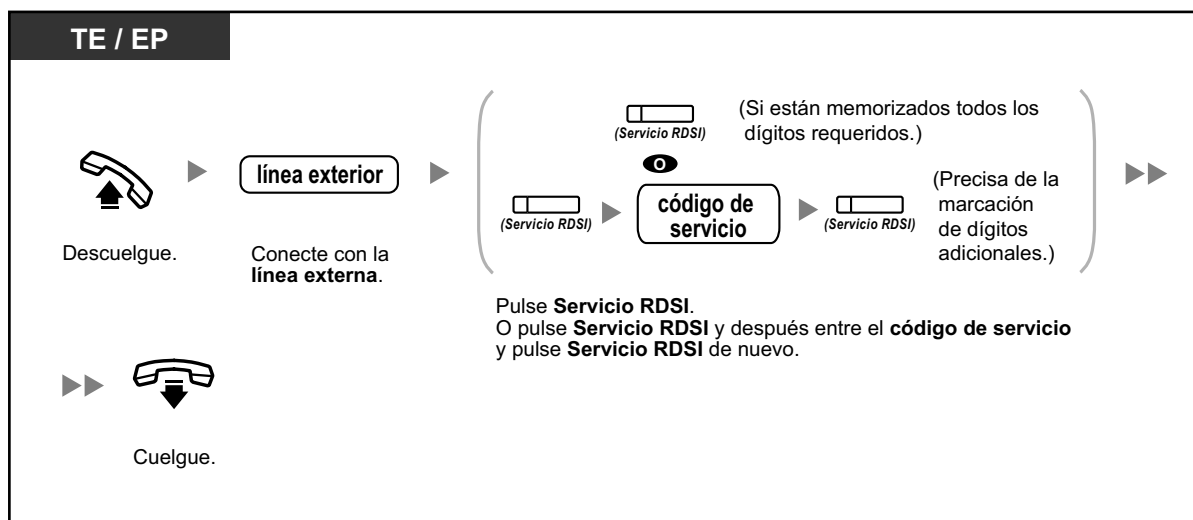 TE / EP
(Servicio RDSI)
(Si están memorizados todos los
dígitos requeridos.)
O
línea exterior
(Servicio RDSI)
código de
servicio
(Servicio RDSI)
(Precisa de la
marcación
de dígitos
adicionales.)
Descuelgue.
Conecte con la
línea externa.
Pulse Servicio RDSI.
O pulse Servicio RDSI y después entre el código de servicio
y pulse Servicio RDSI de nuevo.
Cuelgue.